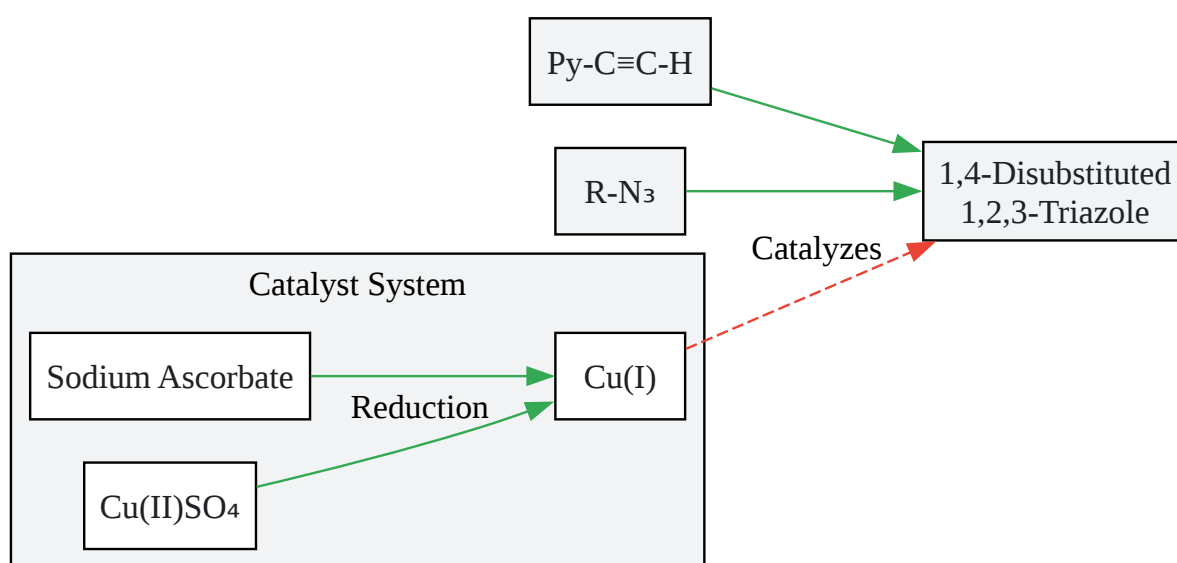 Py-C≡C-H
R-N₃
1,4-Disubstituted
1,2,3-Triazole
Catalyzes
Catalyst System
Sodium Ascorbate
Cu(I)
Reduction
Cu(II)SO₄